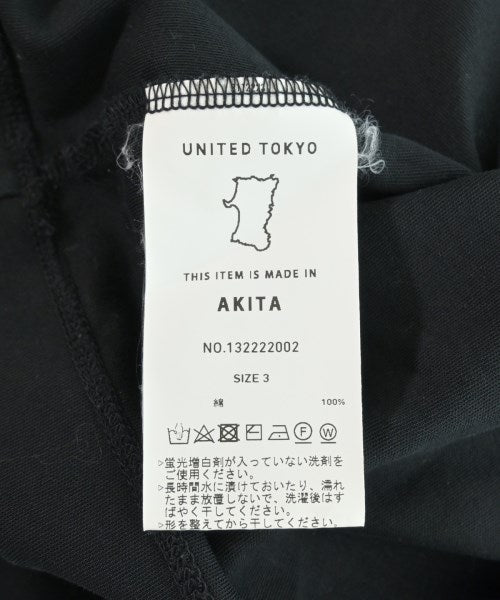 UNITED TOKYO
THIS ITEM IS MADE IN
AKITA
NO.132222002
SIZE 3
綿 100%
F W
▷蛍光増白剤が入っていない洗剤を
ご使用ください。
▷長時間水に漬けておいたり、濡れ
たまま放置しないで、洗濯後はす
ばやく干してください。
▷形を整えてから干してください。